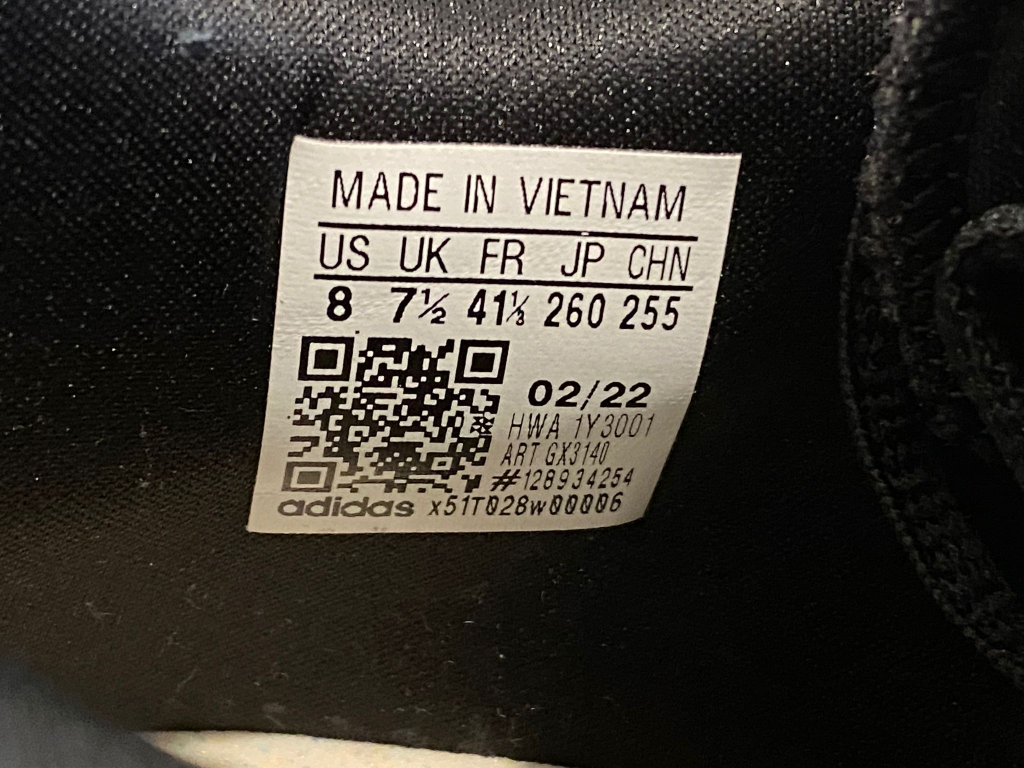 MADE IN VIETNAM
US UK FR JP CHN
8 7½ 41⅓ 260 255
02/22
HWA 1Y3001
ART GX3140
#128934254
adidas x51T028w00006